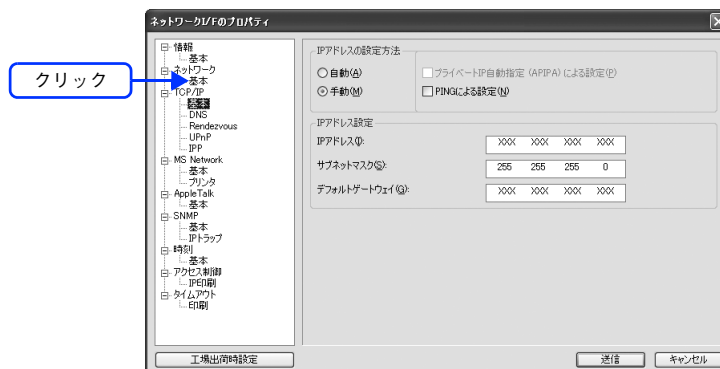 ネットワークI/Fのプロパティ
クリック
情報
基本
ネットワーク
基本
TCP/IP
基本
DNS
Rendezvous
UPnP
IPP
MS Network
基本
プリンタ
AppleTalk
基本
SNMP
基本
IPトラップ
時刻
基本
アクセス制御
IPE印刷
タイムアウト
E印刷
工場出荷時設定
IPアドレスの設定方法
自動(A)
プライベートIP自動指定 (APIPA) による設定(P)
手動(M)
PINGによる設定(N)
IPアドレス設定
IPアドレス(I):
XXX XXX XXX XXX
サブネットマスク(S):
255 255 255 0
デフォルトゲートウェイ(G):
XXX XXX XXX XXX
送信
キャンセル